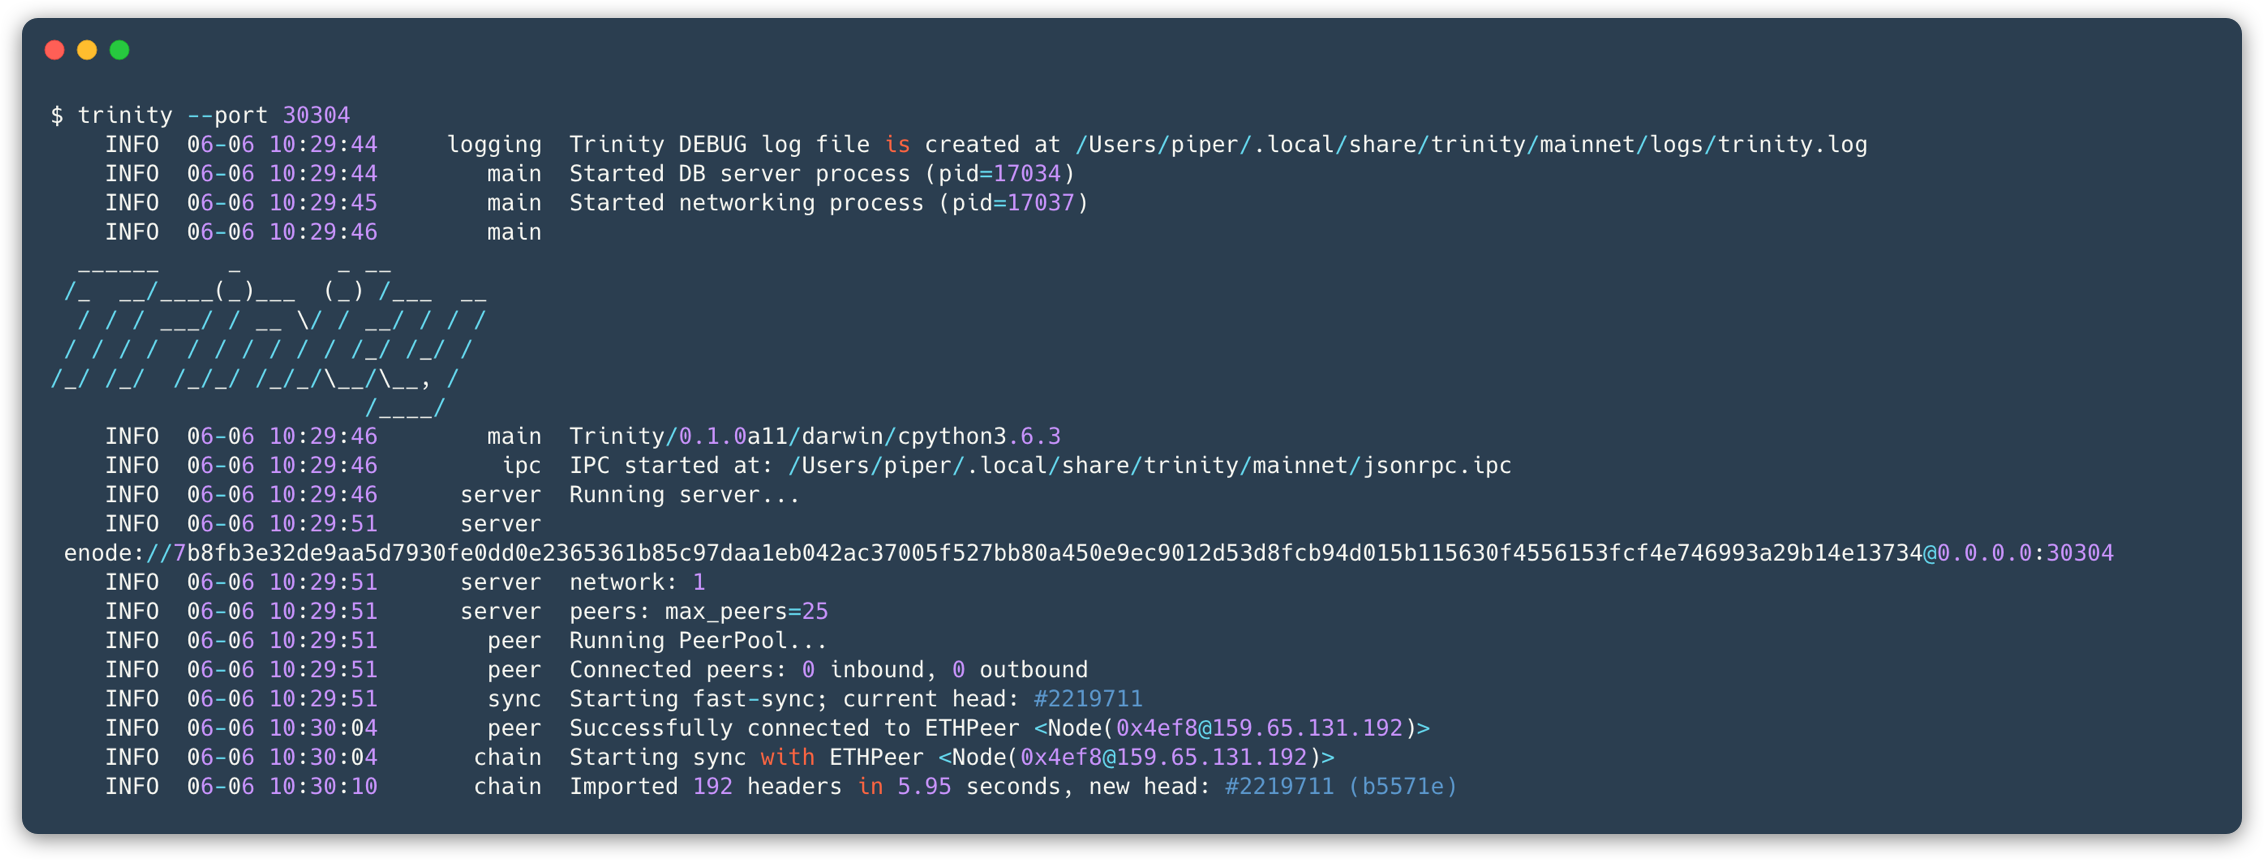 $ trinity --port 30304
    INFO  06-06 10:29:44     logging  Trinity DEBUG log file is created at /Users/piper/.local/share/trinity/mainnet/logs/trinity.log
    INFO  06-06 10:29:44        main  Started DB server process (pid=17034)
    INFO  06-06 10:29:45        main  Started networking process (pid=17037)
    INFO  06-06 10:29:46        main
  ______     _       _ __
 /_  __/____(_)___  (_) /___  __
  / / / ___/ / __ \/ / __/ / / /
 / / / /  / / / / / / /_/ /_/ /
/_/ /_/  /_/_/ /_/_/\__/\__, /
                       /____/
    INFO  06-06 10:29:46        main  Trinity/0.1.0a11/darwin/cpython3.6.3
    INFO  06-06 10:29:46         ipc  IPC started at: /Users/piper/.local/share/trinity/mainnet/jsonrpc.ipc
    INFO  06-06 10:29:46      server  Running server...
    INFO  06-06 10:29:51      server
 enode://7b8fb3e32de9aa5d7930fe0dd0e2365361b85c97daa1eb042ac37005f527bb80a450e9ec9012d53d8fcb94d015b115630f4556153fcf4e746993a29b14e13734@0.0.0.0:30304
    INFO  06-06 10:29:51      server  network: 1
    INFO  06-06 10:29:51      server  peers: max_peers=25
    INFO  06-06 10:29:51        peer  Running PeerPool...
    INFO  06-06 10:29:51        peer  Connected peers: 0 inbound, 0 outbound
    INFO  06-06 10:29:51        sync  Starting fast-sync; current head: #2219711
    INFO  06-06 10:30:04        peer  Successfully connected to ETHPeer <Node(0x4ef8@159.65.131.192)>
    INFO  06-06 10:30:04       chain  Starting sync with ETHPeer <Node(0x4ef8@159.65.131.192)>
    INFO  06-06 10:30:10       chain  Imported 192 headers in 5.95 seconds, new head: #2219711 (b5571e)